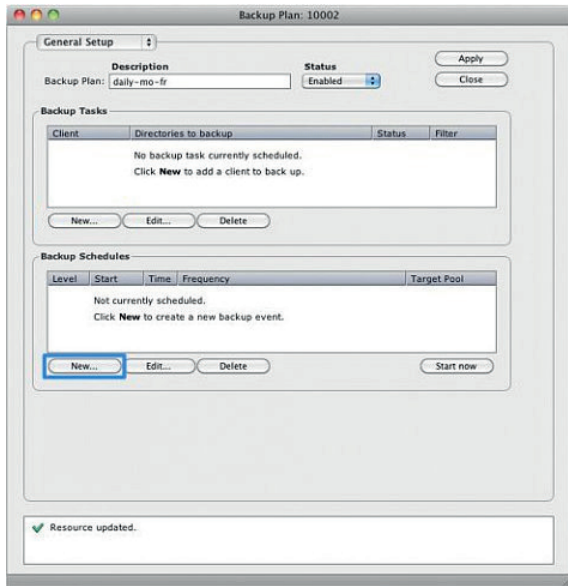 Backup Plan: 10002
General Setup
Apply
Description Status
Backup Plan: daily-mo-fr Enabled Close
Backup Tasks
Client Directories to backup Status Filter
No backup task currently scheduled.
Click New to add a client to back up.
New... Edit... Delete
Backup Schedules
Level Start Time Frequency Target Pool
Not currently scheduled.
Click New to create a new backup event.
New... Edit... Delete Start now
Resource updated.